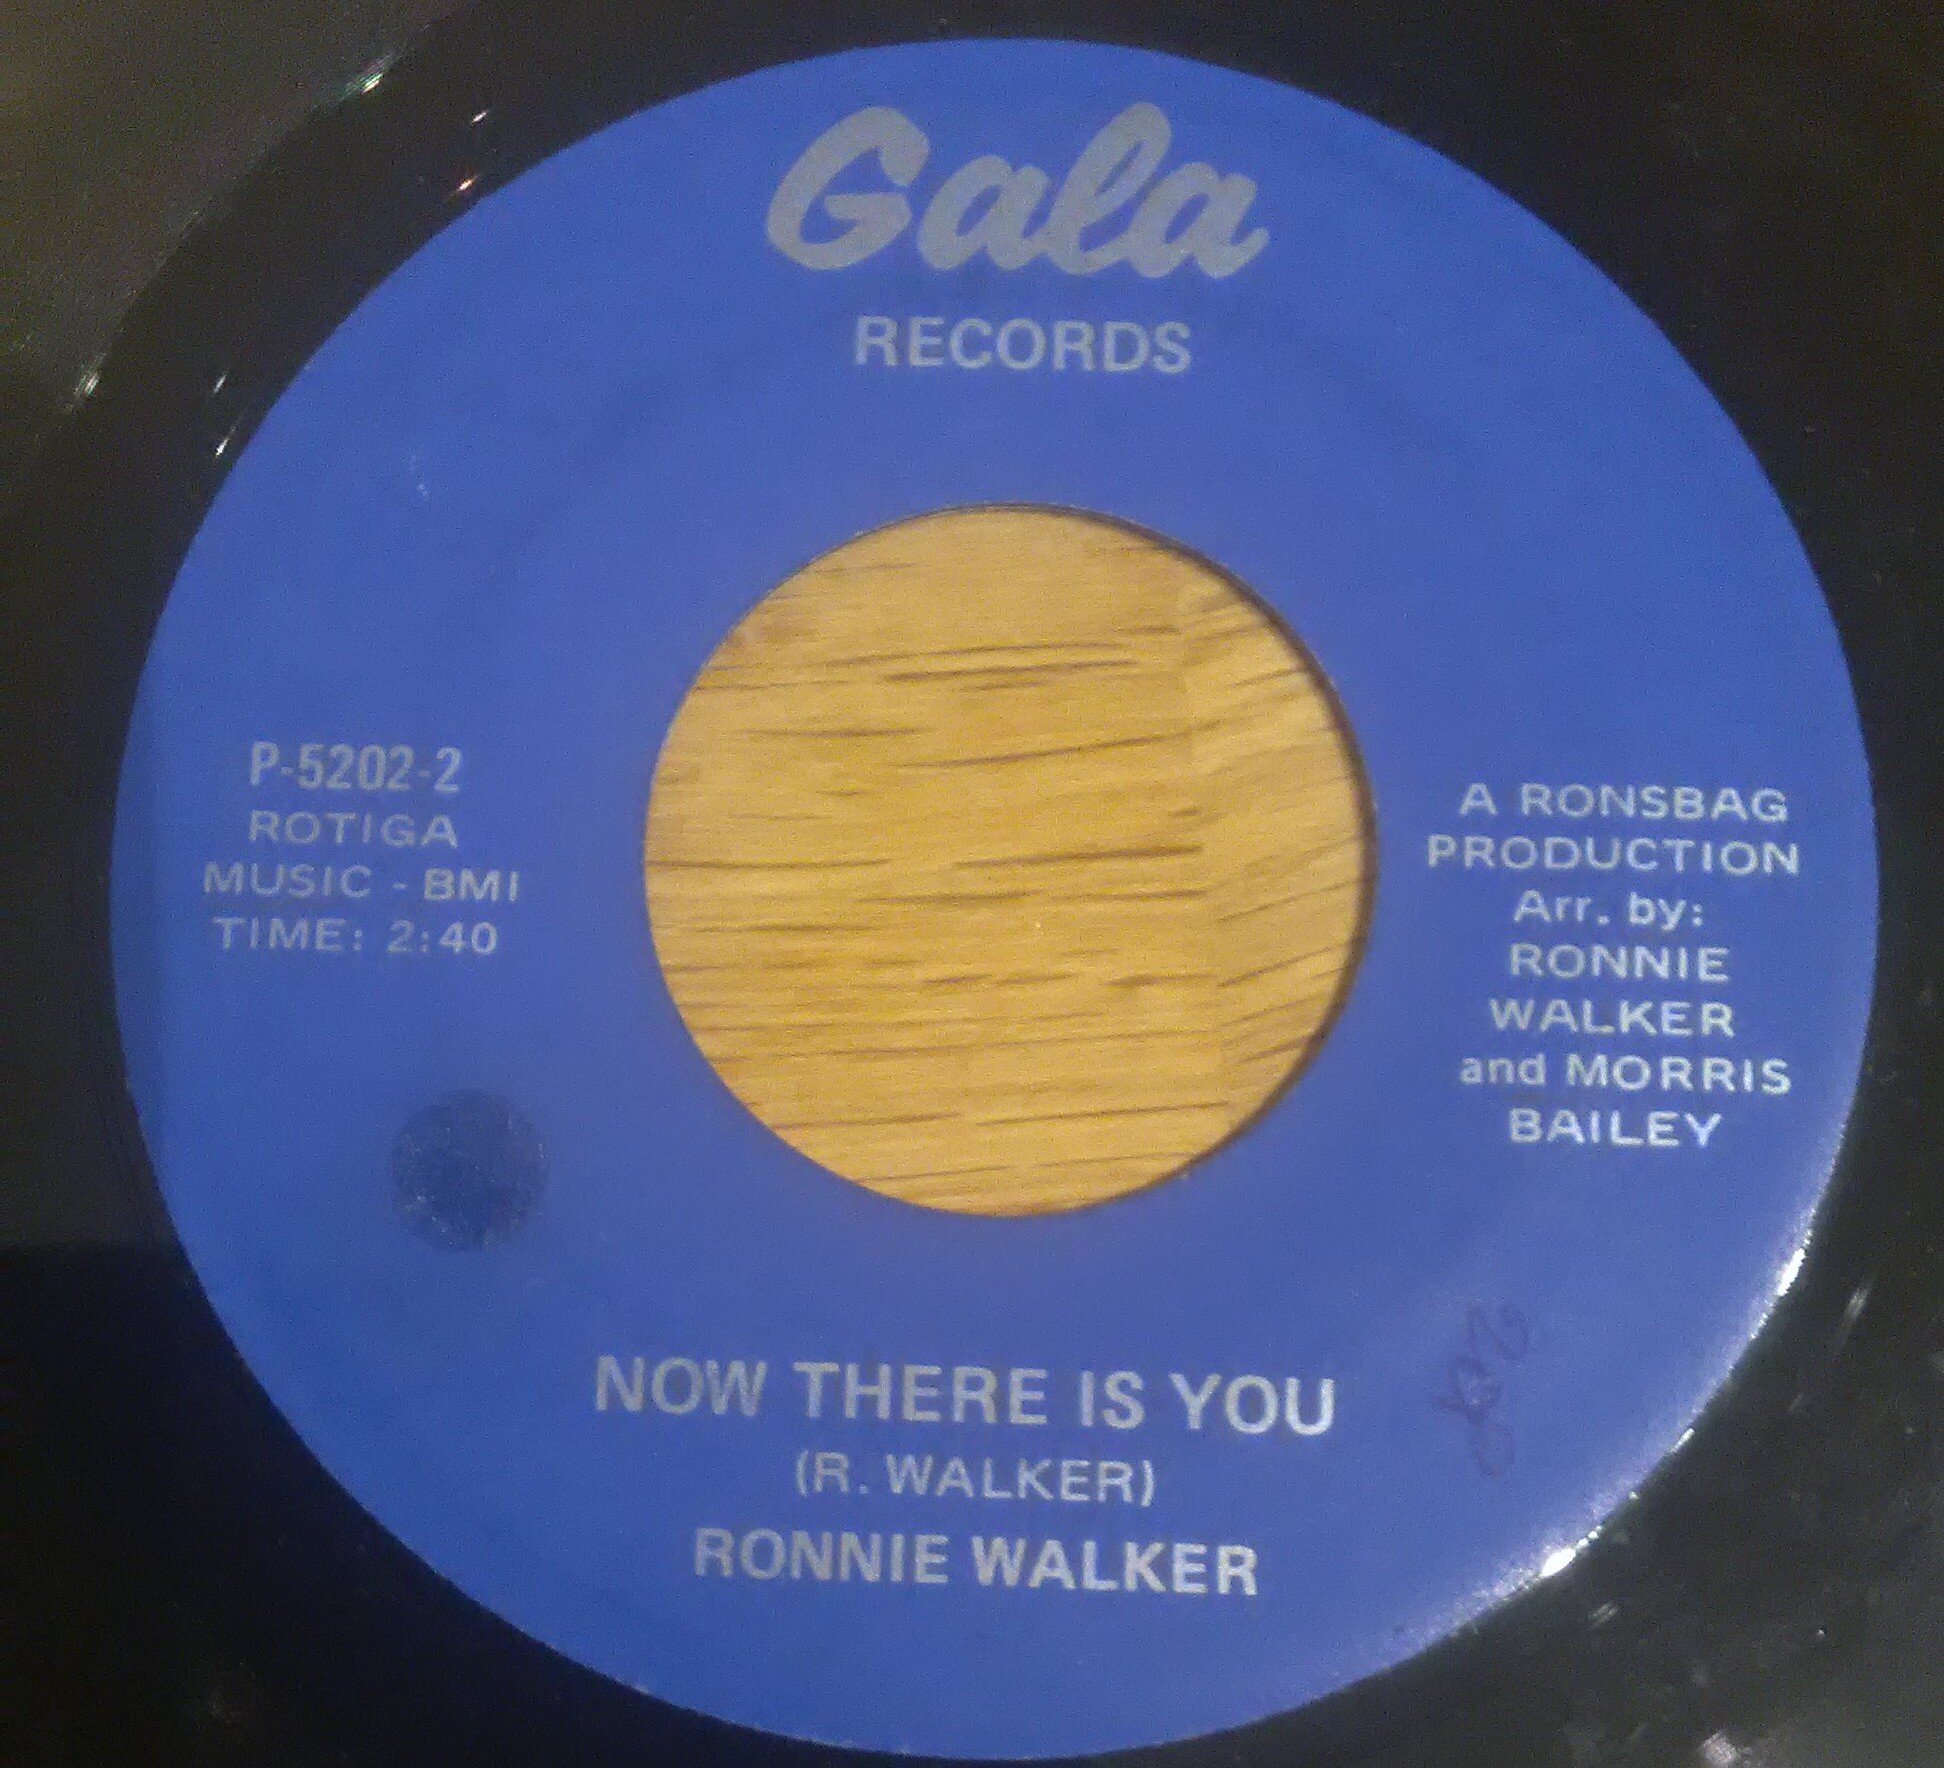 Gala
RECORDS
P-5202-2
ROTIGA
MUSIC - BMI
TIME: 2:40
A RONSBAG
PRODUCTION
Arr. by:
RONNIE
WALKER
and MORRIS
BAILEY
NOW THERE IS YOU
(R. WALKER)
RONNIE WALKER